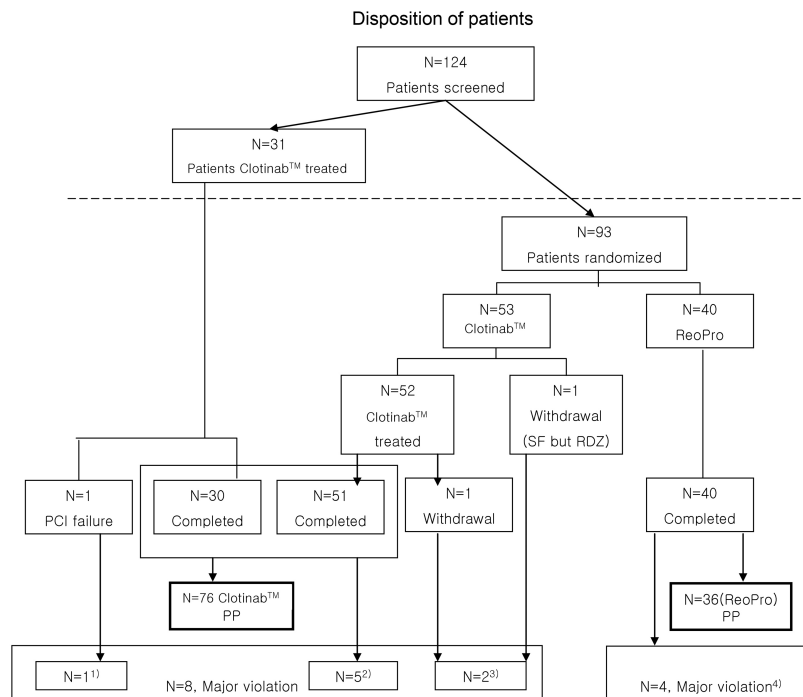 Disposition of patients
N=124
Patients screened
N=31
Patients Clotinab™ treated
N=93
Patients randomized
N=53
Clotinab™
N=40
ReoPro
N=52
Clotinab™
treated
N=1
Withdrawal
(SF but RDZ)
N=1
PCI failure
N=30
Completed
N=51
Completed
N=1
Withdrawal
N=40
Completed
N=76 Clotinab™
PP
N=36(ReoPro)
PP
N=1¹⁾
N=8, Major violation
N=5²⁾
N=2³⁾
N=4, Major violation⁴⁾